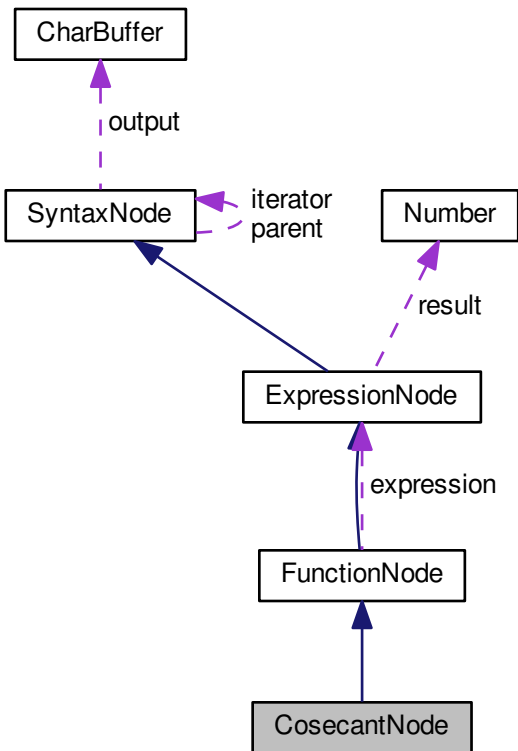 CharBuffer
output
SyntaxNode
iterator
parent
Number
result
ExpressionNode
expression
FunctionNode
CosecantNode